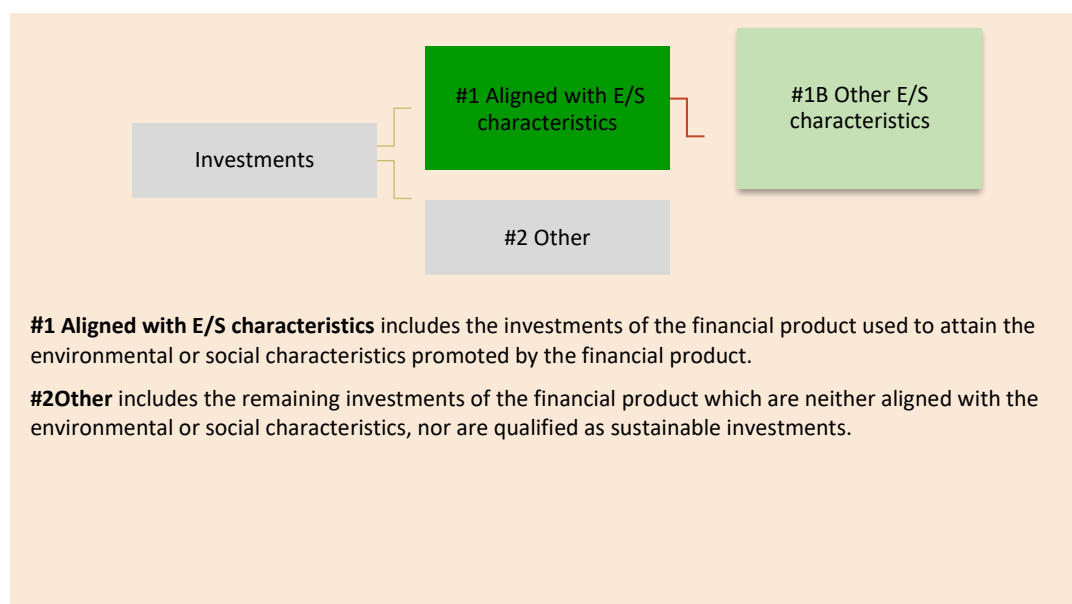 #1 Aligned with E/S
characteristics
#1B Other E/S
characteristics
Investments
#2 Other
#1 Aligned with E/S characteristics includes the investments of the financial product used to attain the
environmental or social characteristics promoted by the financial product.
#2Other includes the remaining investments of the financial product which are neither aligned with the
environmental or social characteristics, nor are qualified as sustainable investments.